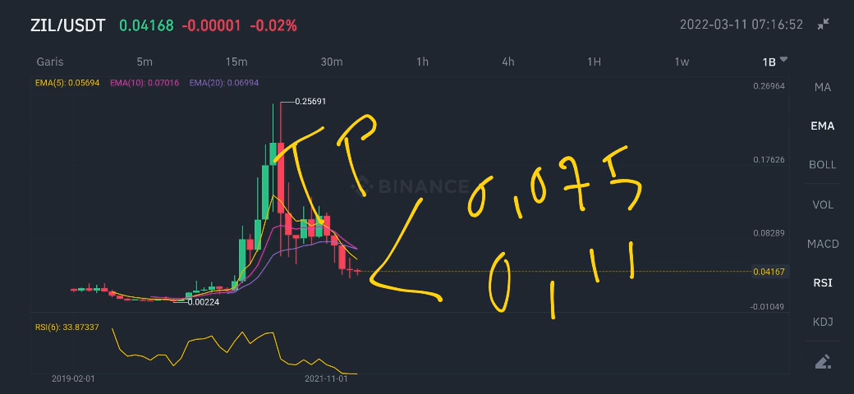 ZIL/USDT 0.04168 -0.00001 -0.02% 2022-03-11 07:16:52
Garis 5m 15m 30m 1h 4h 1H 1w 1B
EMA(5): 0.05694 EMA(10): 0.07016 EMA(20): 0.06994
0.26964
MA
0.25691
EMA
TP
0.17626
BOLL
BINANCE
0,075
VOL
0.08289
MACD
0,11
0.04167
RSI
0.00224
-0.01049
KDJ
RSI(6): 33.87337
2019-02-01 2021-11-01